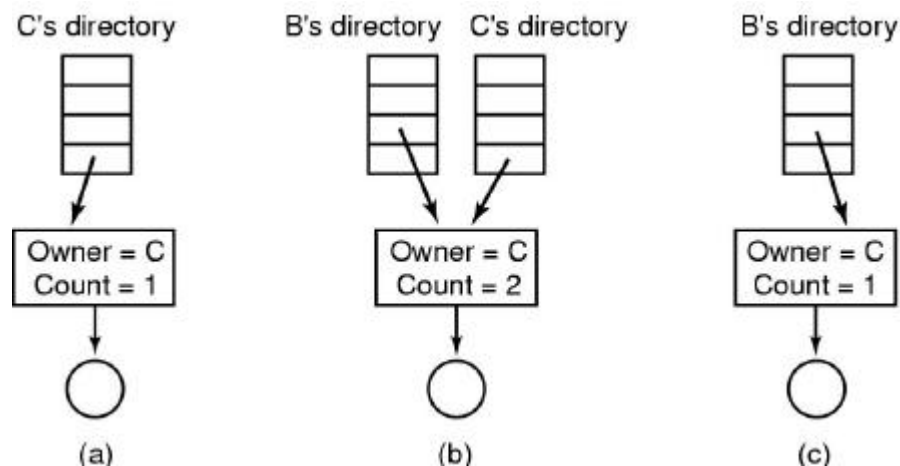 C's directory
B's directory C's directory
B's directory
Owner = C
Count = 1
Owner = C
Count = 2
Owner = C
Count = 1
(a)
(b)
(c)